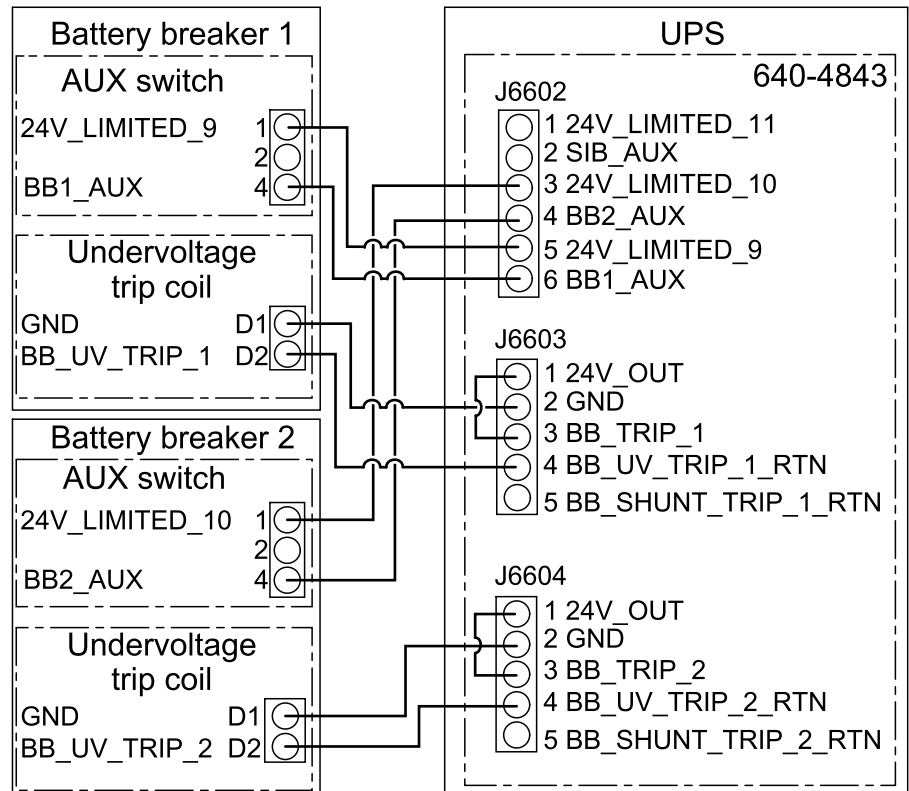 Battery breaker 1
AUX switch
24V_LIMITED_9 1
2
BB1_AUX 4
Undervoltage
trip coil
GND D1
BB_UV_TRIP_1 D2
Battery breaker 2
AUX switch
24V_LIMITED_10 1
2
BB2_AUX 4
Undervoltage
trip coil
GND D1
BB_UV_TRIP_2 D2
UPS
640-4843
J6602
1 24V_LIMITED_11
2 SIB_AUX
3 24V_LIMITED_10
4 BB2_AUX
5 24V_LIMITED_9
6 BB1_AUX
J6603
1 24V_OUT
2 GND
3 BB_TRIP_1
4 BB_UV_TRIP_1_RTN
5 BB_SHUNT_TRIP_1_RTN
J6604
1 24V_OUT
2 GND
3 BB_TRIP_2
4 BB_UV_TRIP_2_RTN
5 BB_SHUNT_TRIP_2_RTN